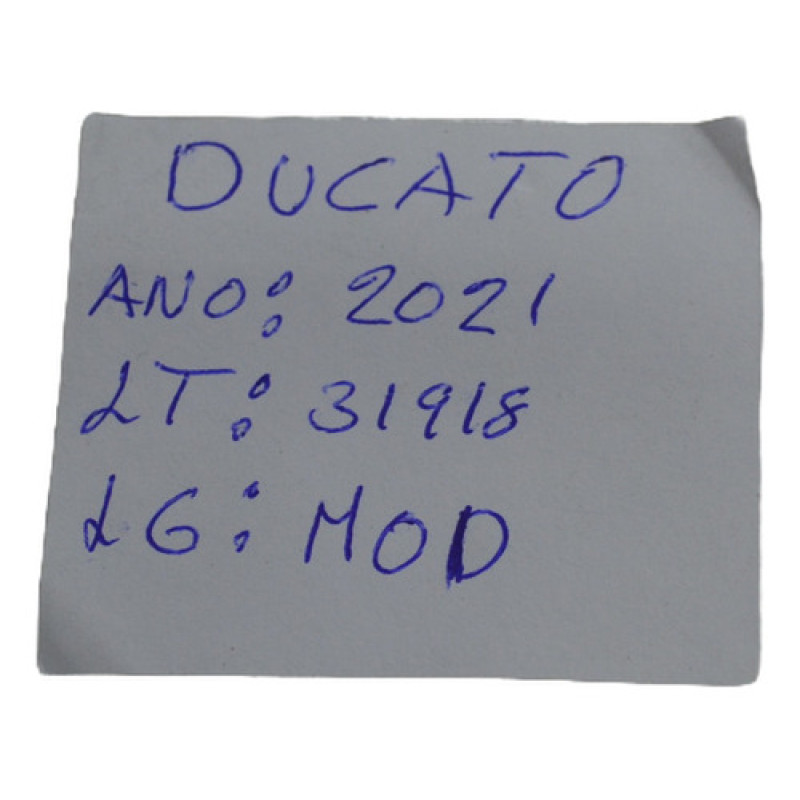 DUCATO
ANO: 2021
LT: 31918
LG: MOD